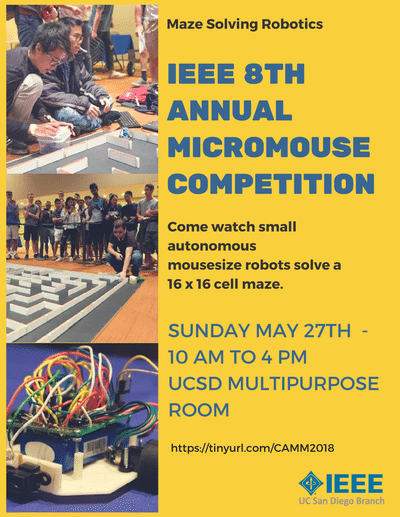 Maze Solving Robotics
IEEE 8TH
ANNUAL
MICROMOUSE
COMPETITION
Come watch small
autonomous
mousesize robots solve a
16 x 16 cell maze.
SUNDAY MAY 27TH -
10 AM TO 4 PM
UCSD MULTIPURPOSE
ROOM
https://tinyurl.com/CAMM2018
IEEE
UC San Diego Branch